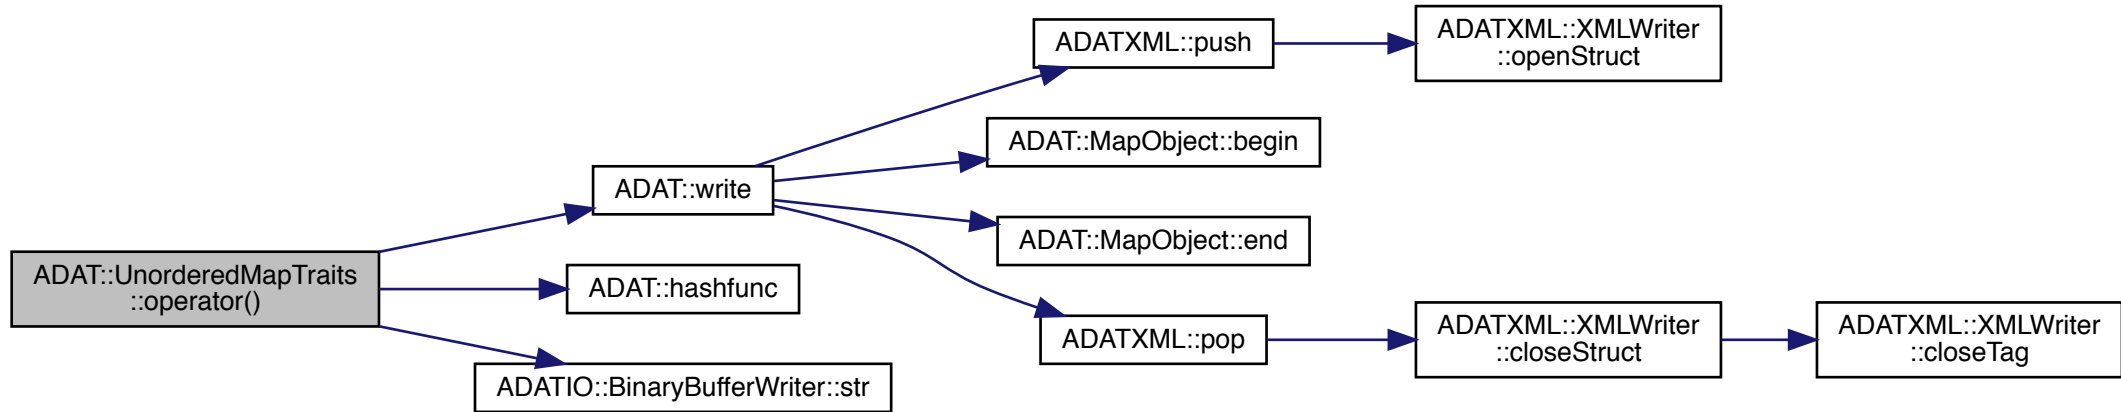 ADAT::UnorderedMapTraits
::operator()
ADAT::write
ADATXML::push
ADATXML::XMLWriter
::openStruct
ADAT::MapObject::begin
ADAT::MapObject::end
ADATXML::pop
ADATXML::XMLWriter
::closeStruct
ADATXML::XMLWriter
::closeTag
ADAT::hashfunc
ADATIO::BinaryBufferWriter::str